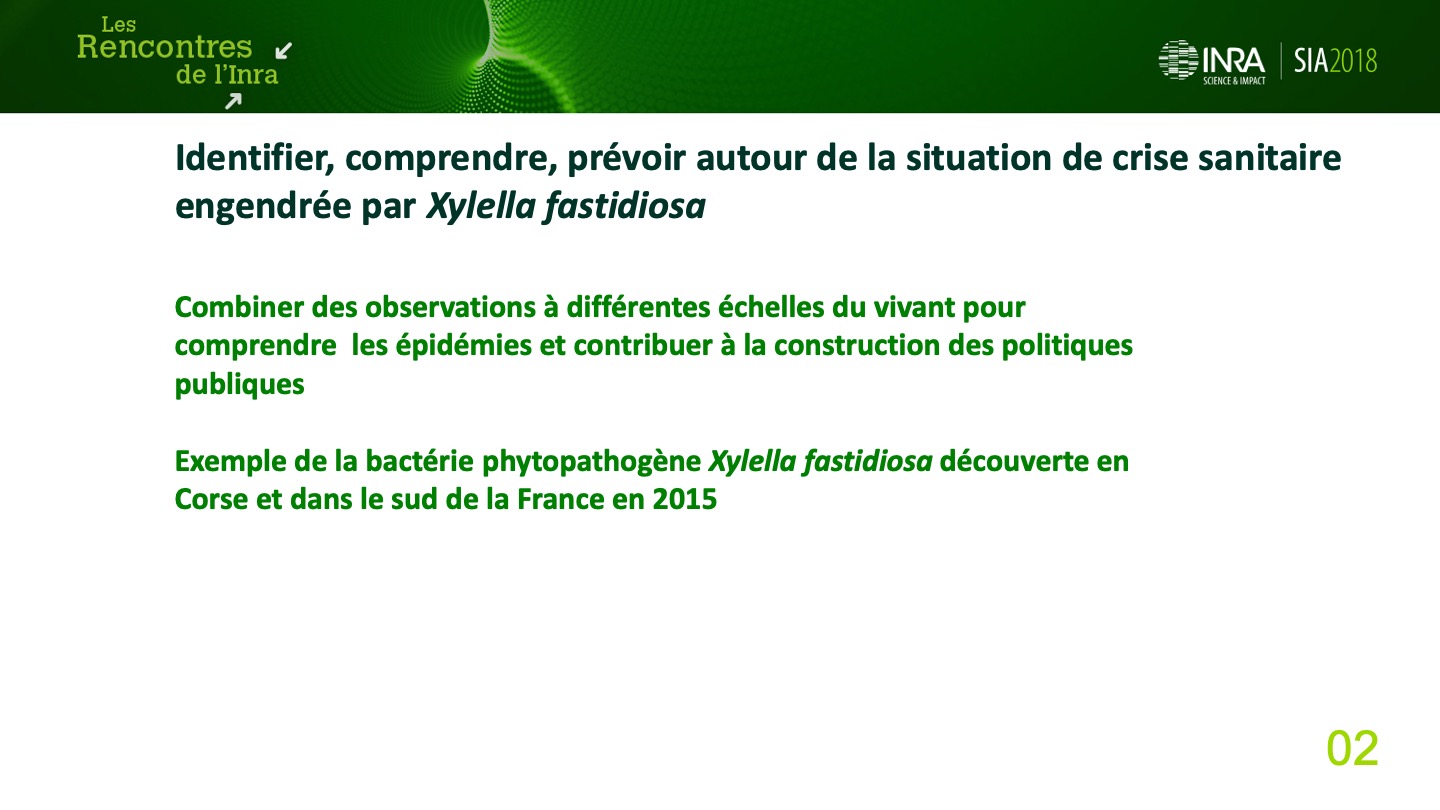 Les
Rencontres
de l'Inra
INRA
SCIENCE & IMPACT
SIA2018
Identifier, comprendre, prévoir autour de la situation de crise sanitaire
engendrée par Xylella fastidiosa
Combiner des observations à différentes échelles du vivant pour
comprendre  les épidémies et contribuer à la construction des politiques
publiques
Exemple de la bactérie phytopathogène Xylella fastidiosa découverte en
Corse et dans le sud de la France en 2015
02